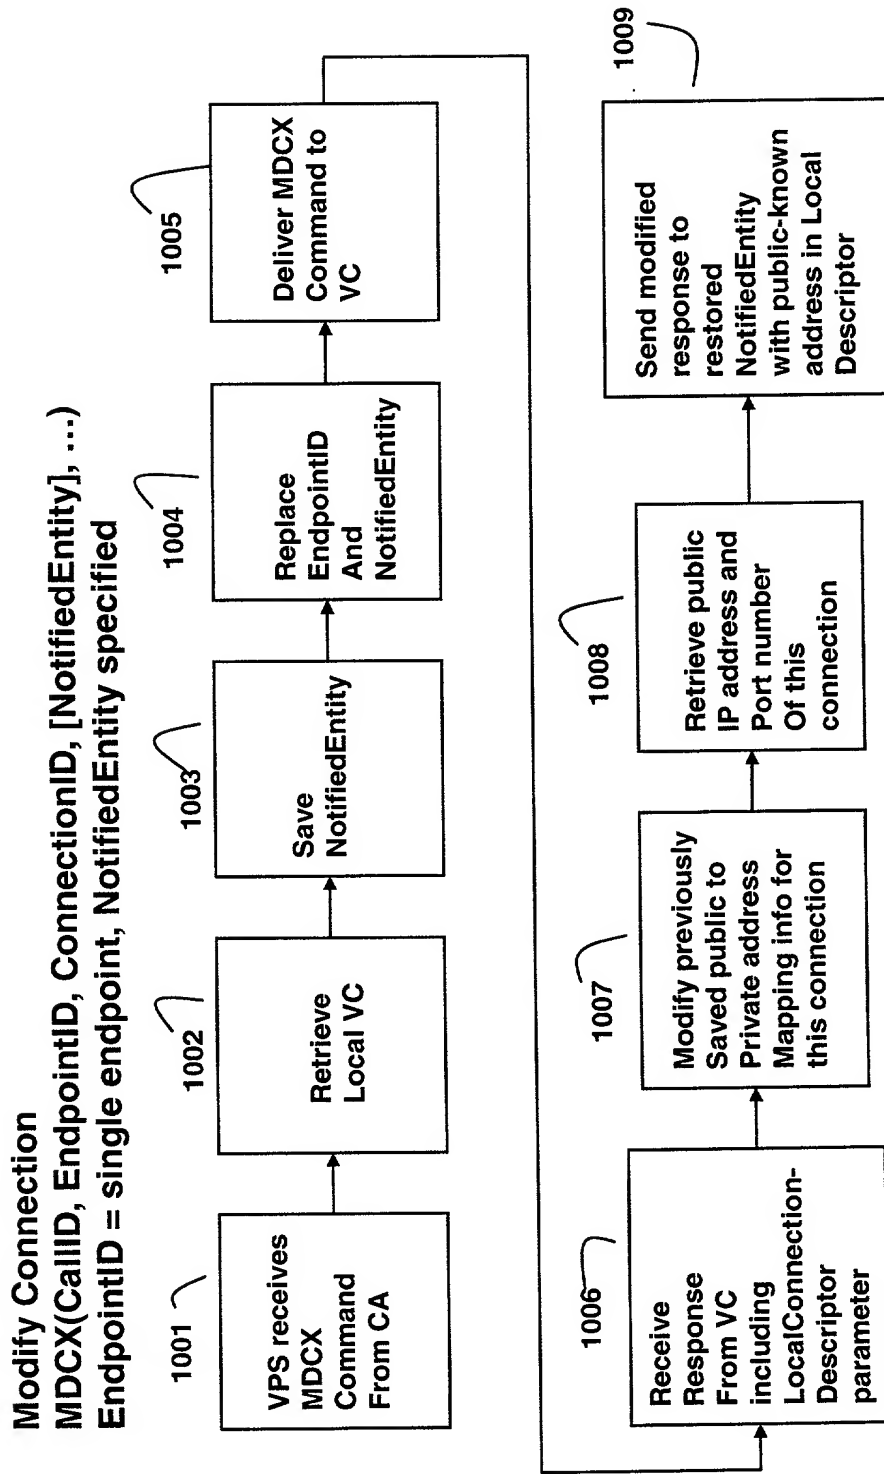 Modify Connection
MDCX(CallID, EndpointID, ConnectionID, [NotifiedEntity], ...)
EndpointID = single endpoint, NotifiedEntity specified
1001
VPS receives
MDCX
Command
From CA
1002
Retrieve
Local VC
1003
Save
NotifiedEntity
1004
Replace
EndpointID
And
NotifiedEntity
1005
Deliver MDCX
Command to
VC
1006
Receive
Response
From VC
including
LocalConnection-
Descriptor
parameter
1007
Modify previously
Saved public to
Private address
Mapping info for
this connection
1008
Retrieve public
IP address and
Port number
Of this
connection
1009
Send modified
response to
restored
NotifiedEntity
with public-known
address in Local
Descriptor